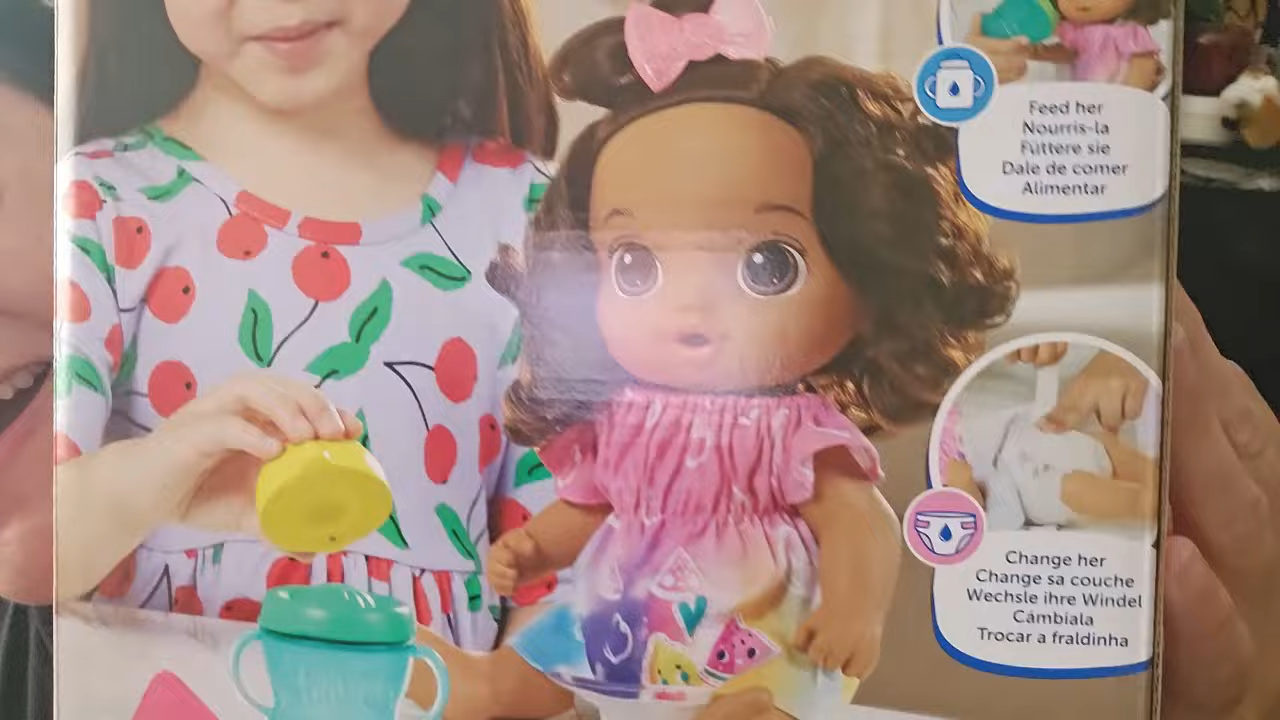 Feed her
Nourris-la
Füttere sie
Dale de comer
Alimentar
Change her
Change sa couche
Wechsle ihre Windel
Cámbiala
Trocar a fraldinha